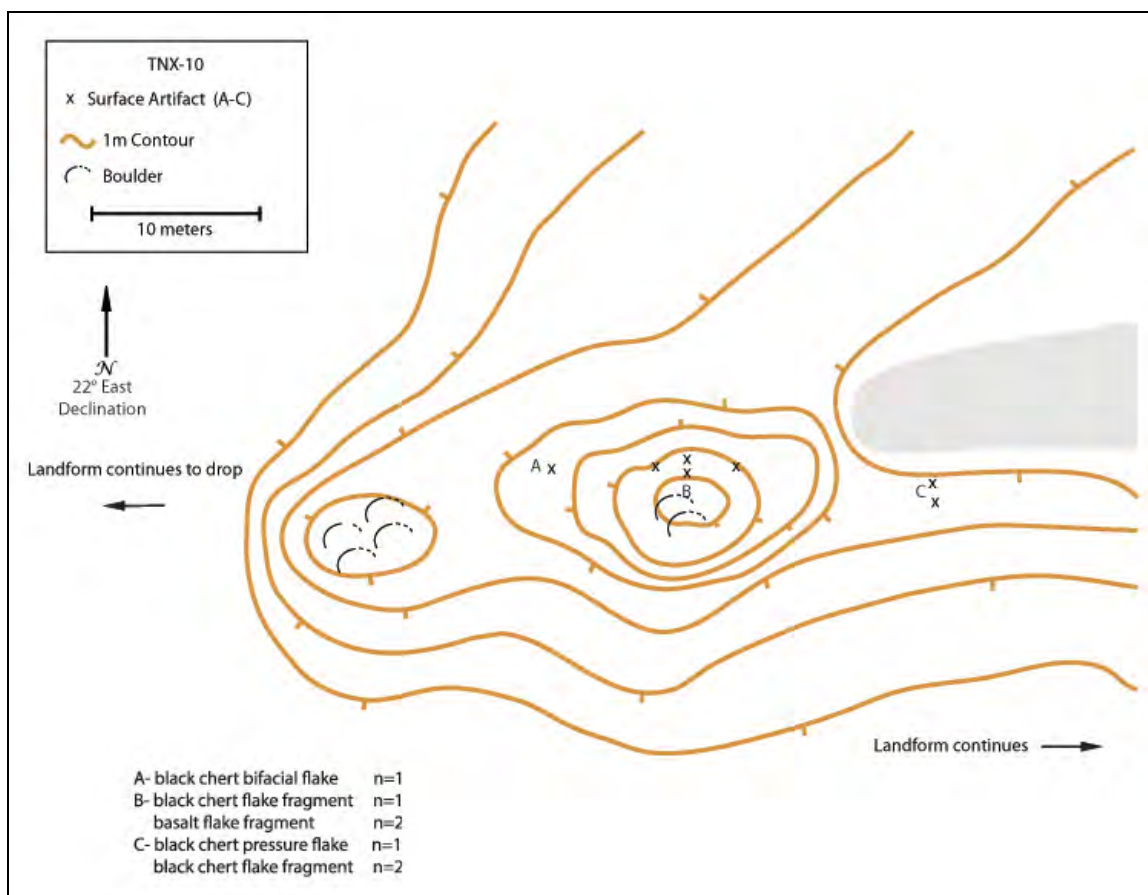 TNX-10
x Surface Artifact (A-C)
1m Contour
Boulder
10 meters
N
22° East
Declination
Landform continues to drop
A x
x x x
x
B
C x
x
Landform continues
A- black chert bifacial flake n=1
B- black chert flake fragment n=1
basalt flake fragment n=2
C- black chert pressure flake n=1
black chert flake fragment n=2